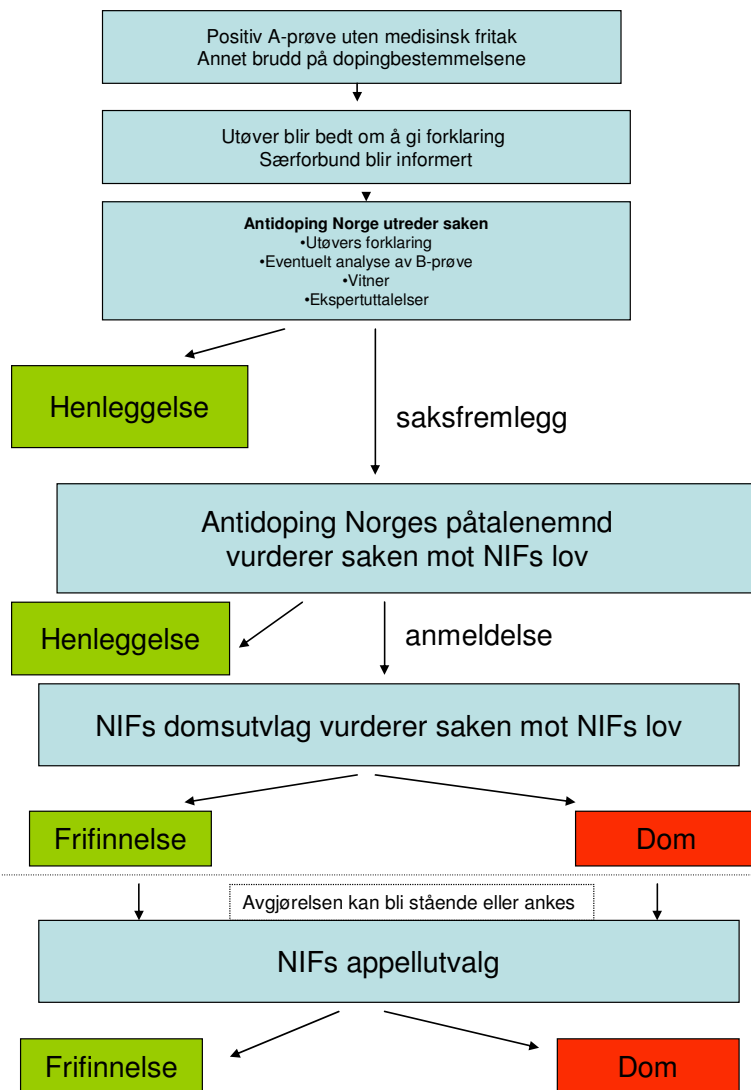 Positiv A-prøve uten medisinsk fritak
Annet brudd på dopingbestemmelsene
Utøver blir bedt om å gi forklaring
Særforbund blir informert
Antidoping Norge utreder saken
•Utøvers forklaring
•Eventuelt analyse av B-prøve
•Vitner
•Ekspertuttalelser
Henleggelse
saksfremlegg
Antidoping Norges påtalenemnd
vurderer saken mot NIFs lov
Henleggelse
anmeldelse
NIFs domsutvlag vurderer saken mot NIFs lov
Frifinnelse
Dom
Avgjørelsen kan bli stående eller ankes
NIFs appellutvalg
Frifinnelse
Dom